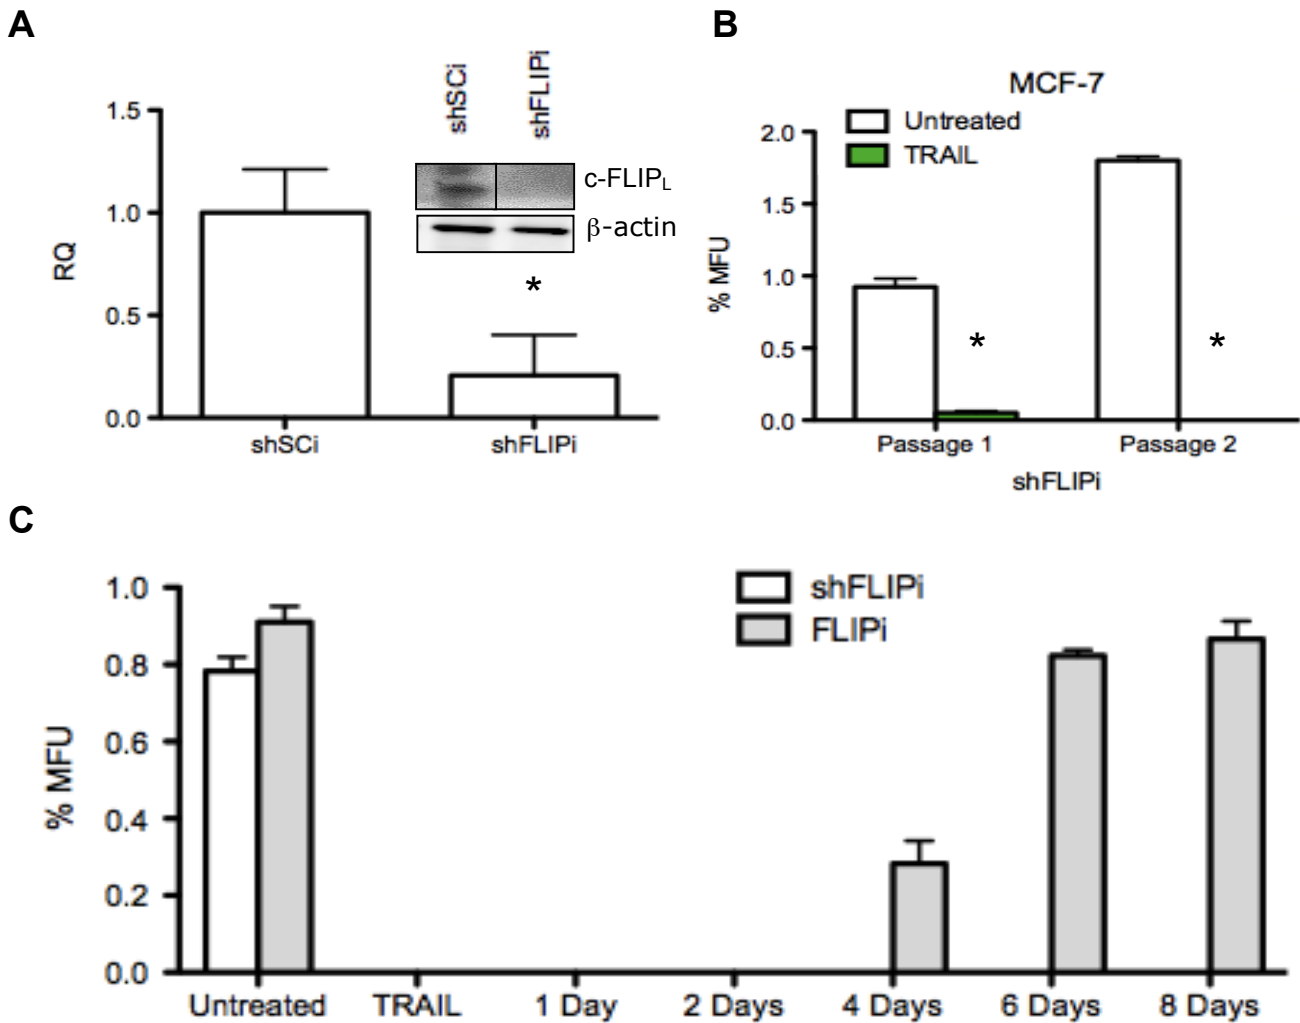 A
B
shSCi
shFLIPi
MCF-7
1.5
1.0
0.5
0.0
RQ
c-FLIPL
β-actin
*
shSCi
shFLIPi
Untreated
TRAIL
2.0
1.5
1.0
0.5
0.0
% MFU
*
*
Passage 1
Passage 2
shFLIPi
C
1.0
0.8
0.6
0.4
0.2
0.0
% MFU
shFLIPi
FLIPi
Untreated
TRAIL
1 Day
2 Days
4 Days
6 Days
8 Days